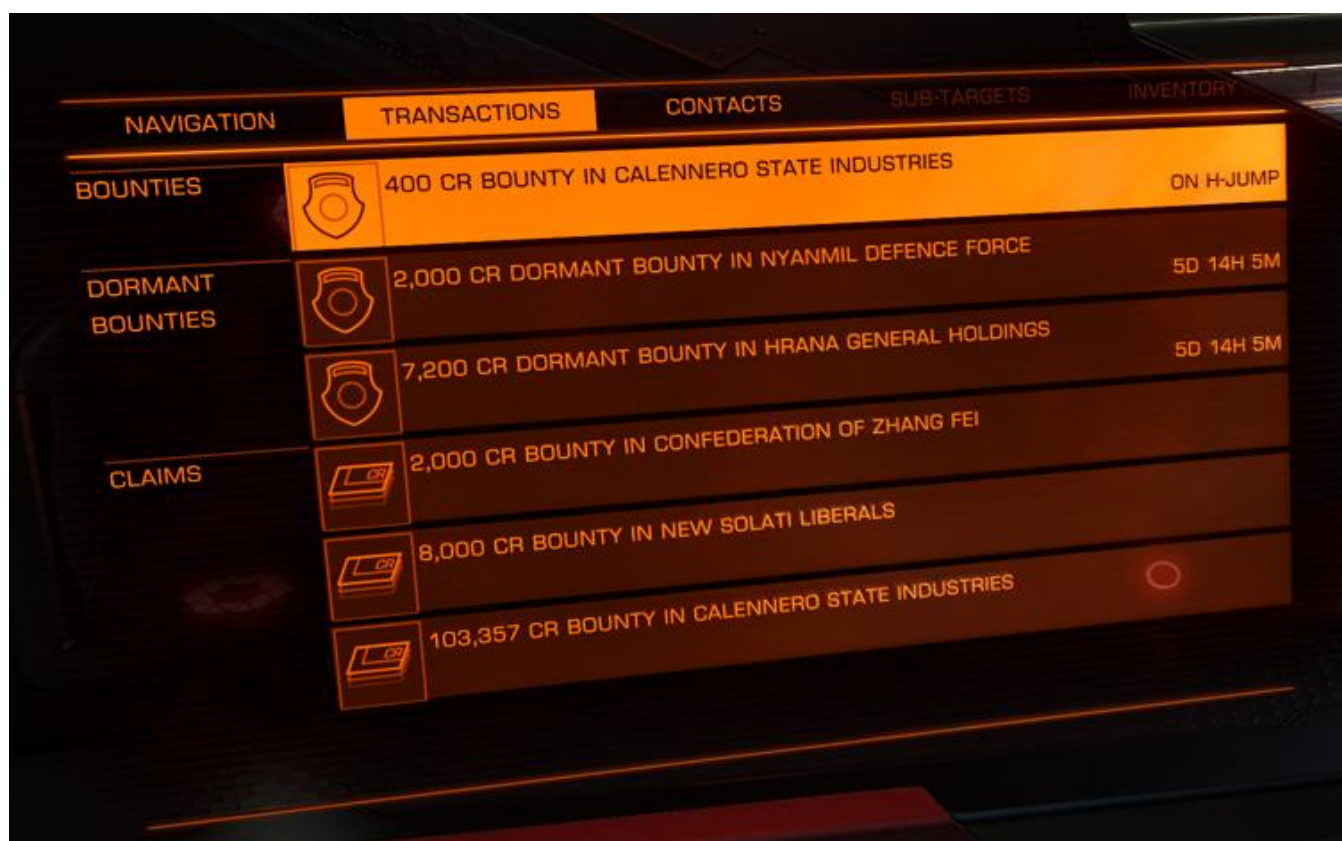 NAVIGATION TRANSACTIONS CONTACTS SUB-TARGETS INVENTORY
BOUNTIES
400 CR BOUNTY IN CALENNERO STATE INDUSTRIES
ON H-JUMP
DORMANT
BOUNTIES
2,000 CR DORMANT BOUNTY IN NYANMIL DEFENCE FORCE
5D 14H 5M
7,200 CR DORMANT BOUNTY IN HRANA GENERAL HOLDINGS
5D 14H 5M
CLAIMS
CR
2,000 CR BOUNTY IN CONFEDERATION OF ZHANG FEI
CR
8,000 CR BOUNTY IN NEW SOLATI LIBERALS
CR
103,357 CR BOUNTY IN CALENNERO STATE INDUSTRIES